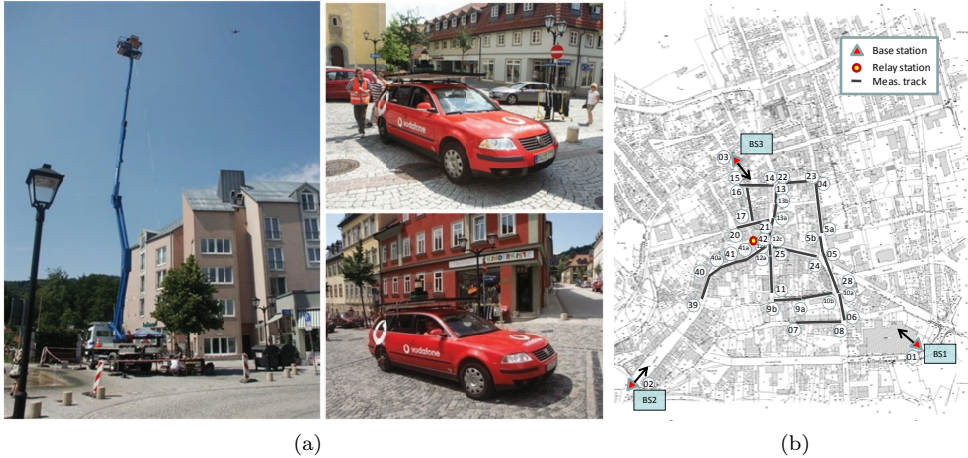 vodafone
vodafone
KINDERKISTE
Base station
Relay station
Meas. track
BS3
03
15
14
22
23
16
13
04
13b
17
13a
21
20
5a
42
12c
5b
41a
41
25
05
40a
12a
24
40
28
11
10a
39
9b
9a
10b
06
07
08
01
BS1
02
BS2
(a)
(b)